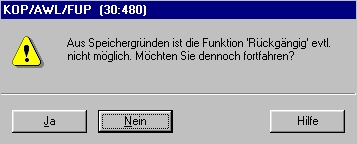 KOP/AWL/FUP (30:480)
Aus Speichergründen ist die Funktion 'Rückgängig' evtl.
nicht möglich. Möchten Sie dennoch fortfahren?
Ja
Nein
Hilfe